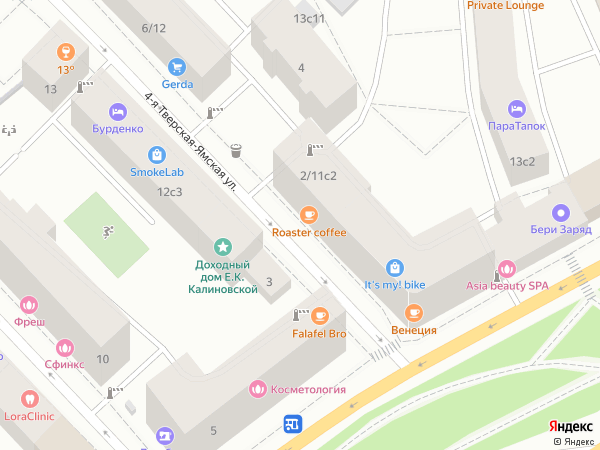 Private Lounge
13с11
6/12
13°
4
Gerda
13
4-я Тверская-Ямская ул.
Бурденко
ПараТапок
SmokeLab
13с2
2/11с2
12с3
Roaster coffee
Бери Заряд
Доходный
дом Е.К.
Калиновской
3
It's my! bike
Asia beauty SPA
Фреш
Falafel Bro
Венеция
Сфинкс
10
Косметология
LoraClinic
5
Яндекс
© Яндекс